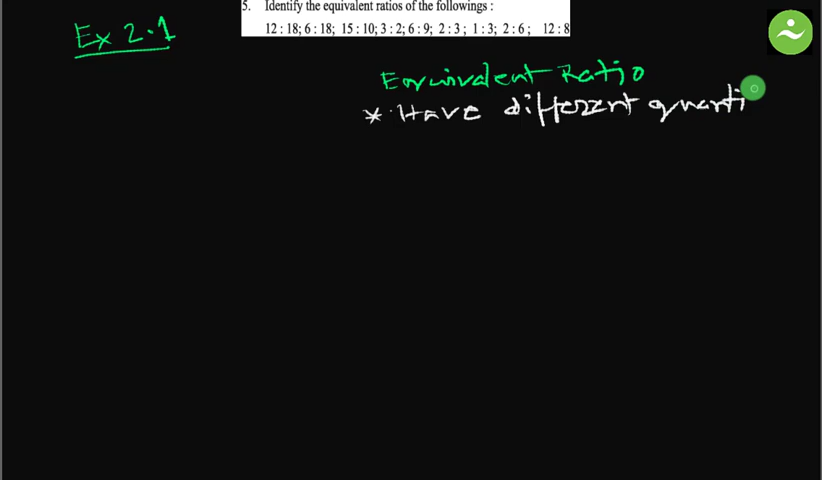 5. Identify the equivalent ratios of the followings :
12 : 18; 6 : 18; 15 : 10; 3 : 2; 6 : 9; 2 : 3; 1 : 3; 2 : 6; 12 : 8
Ex 2.1
Equivalent Ratio
* Have different quanti